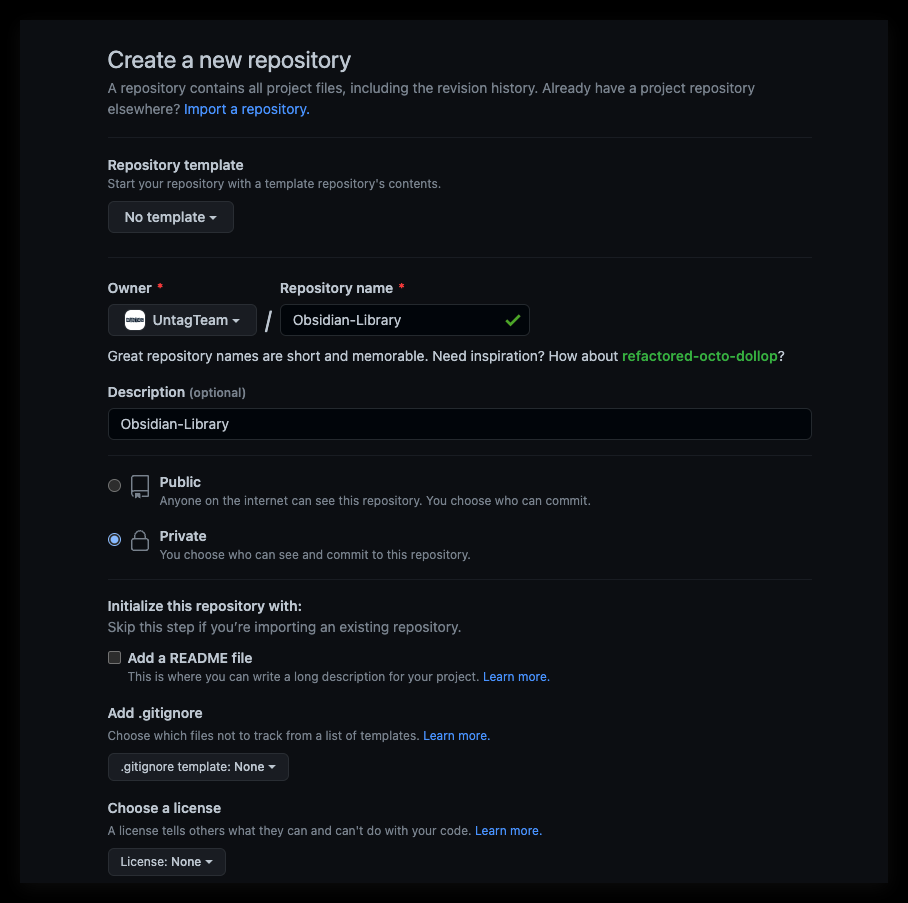 Create a new repository
A repository contains all project files, including the revision history. Already have a project repository
elsewhere? Import a repository.
Repository template
Start your repository with a template repository's contents.
No template
Owner *
Repository name *
UntagTeam
/
Obsidian-Library
Great repository names are short and memorable. Need inspiration? How about refactored-octo-dollop?
Description (optional)
Obsidian-Library
Public
Anyone on the internet can see this repository. You choose who can commit.
Private
You choose who can see and commit to this repository.
Initialize this repository with:
Skip this step if you’re importing an existing repository.
Add a README file
This is where you can write a long description for your project. Learn more.
Add .gitignore
Choose which files not to track from a list of templates. Learn more.
.gitignore template: None
Choose a license
A license tells others what they can and can't do with your code. Learn more.
License: None